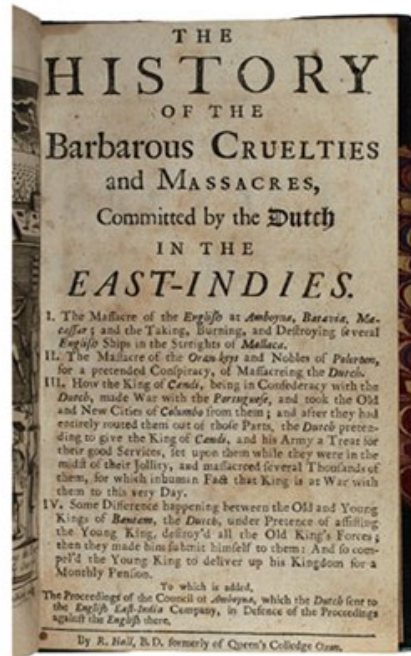 THE
HISTORY
OF THE
Barbarous CRUELTIES
and MASSACRES,
Committed by the Dutch
IN THE
EAST-INDIES.
I. The Maſſacre of the Engliſh at Amboyna, Batavia, Ma-
caſſar; and the Taking, Burning, and Deſtroying ſeveral
Engliſh Ships in the Streights of Mallaca.
II. The Maſſacre of the Oran-keys and Nobles of Poleroon,
for a pretended Conſpiracy, of Maſſacreing the Dutch.
III. How the King of Candi, being in Confederacy with the
Dutch, made War with the Portugueſe, and took the Old
and New Cities of Columbo from them; and after they had
entirely routed them out of thoſe Parts, the Dutch preten-
ding to give the King of Candi, and his Army a Treat for
their good Services, ſet upon them while they were in the
midſt of their Jollity, and maſſacred ſeveral Thouſands of
them, for which inhuman Fact that King is at War with
them to this very Day.
IV. Some Difference happening between the Old and Young
Kings of Bantam, the Dutch, under Pretence of aſſiſting
the Young King, deſtroy'd all the Old King's Forces;
then they made him ſubmit himſelf to them: And ſo com-
pel'd the Young King to deliver up his Kingdom for a
Monthly Penſion.
To which is added,
The Proceedings of the Council of Amboyna, which the Dutch ſent to
the Engliſh Eaſt-India Company, in Defence of the Proceedings
againſt the Engliſh there.
By R. Hall, B.D. formerly of Queen's Colledge Oxon.